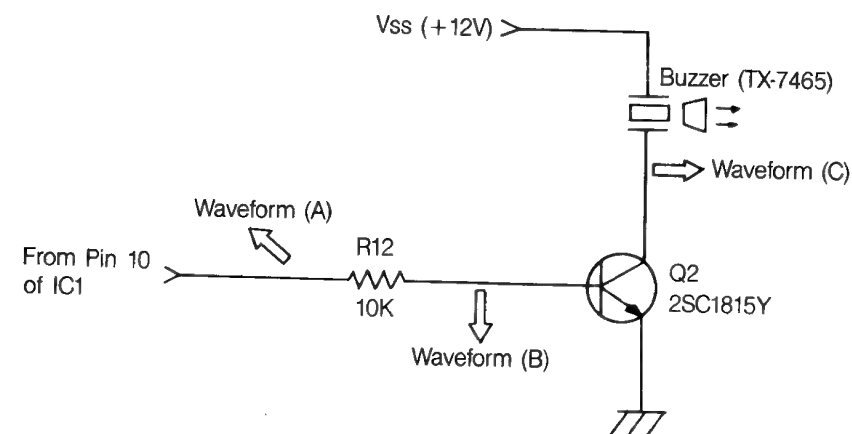 Vss (+12V)
Buzzer (TX-7465)
Waveform (C)
Waveform (A)
From Pin 10
of IC1
R12
10K
Q2
2SC1815Y
Waveform (B)